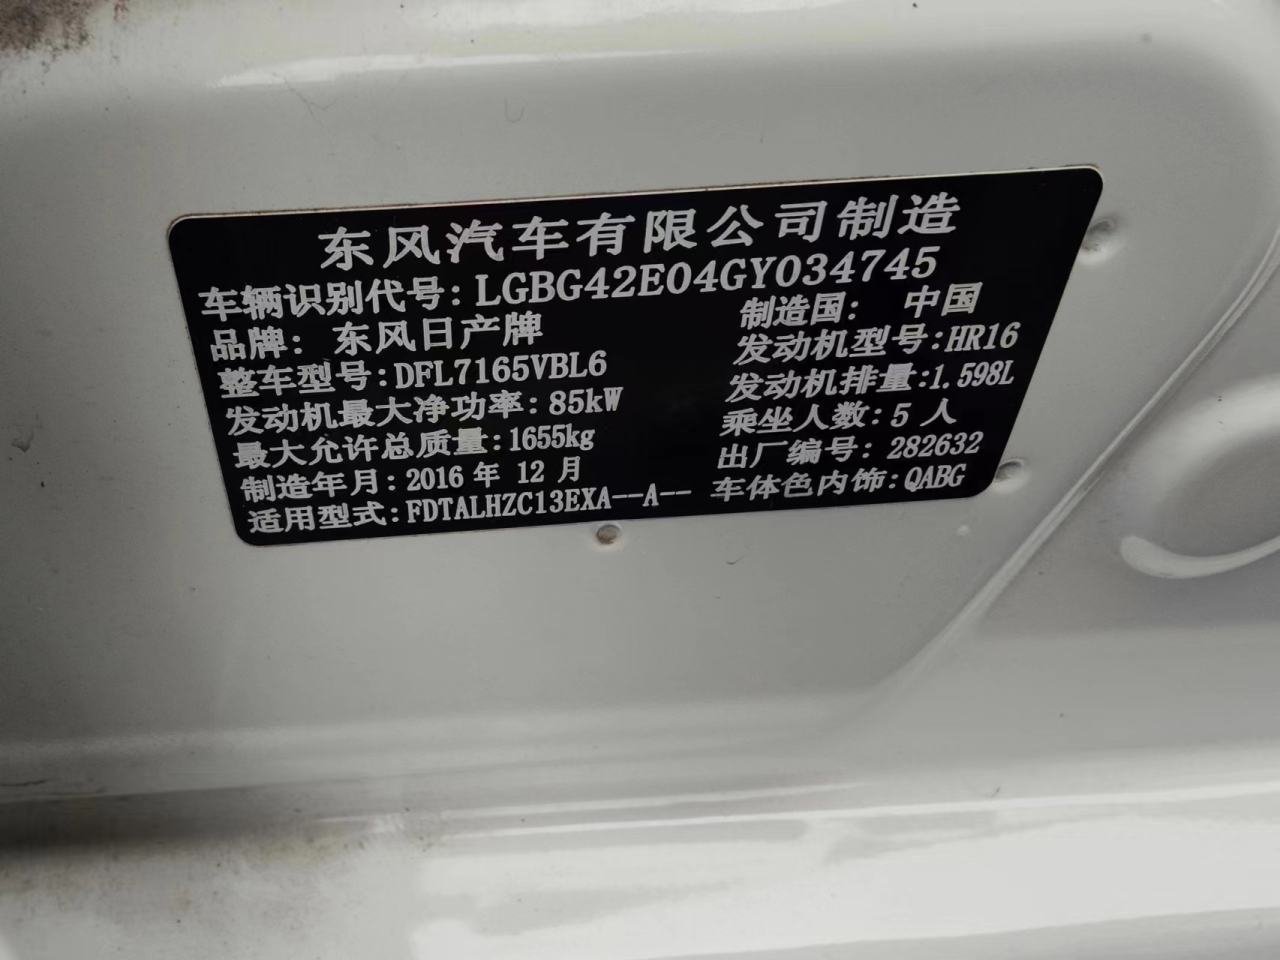 东风汽车有限公司制造
车辆识别代号: LGBG42E04GY034745
品牌: 东风日产牌 制造国: 中国
整车型号:DFL7165VBL6 发动机型号:HR16
发动机最大净功率: 85kW 发动机排量:1.598L
最大允许总质量:1655kg 乘坐人数:5 人
制造年月: 2016 年 12 月 出厂编号: 282632
适用型式:FDTALHZC13EXA--A-- 车体色内饰:QABG